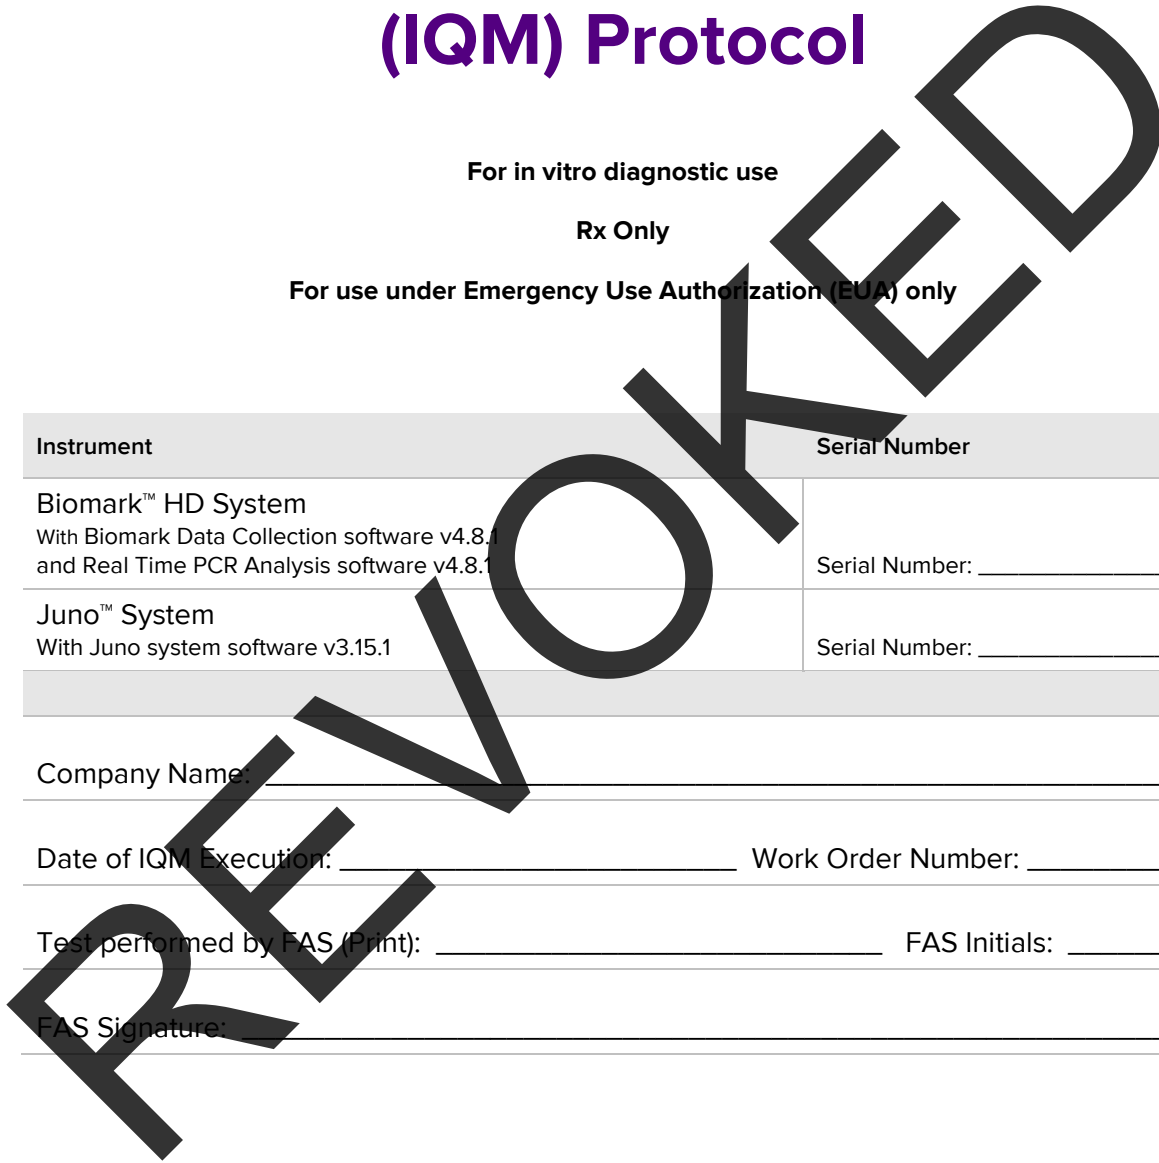 (IQM) Protocol
For in vitro diagnostic use
Rx Only
For use under Emergency Use Authorization (EUA) only
Instrument Serial Number
Biomark™ HD System
With Biomark Data Collection software v4.8.1
and Real Time PCR Analysis software v4.8.1 Serial Number: ______________
Juno™ System
With Juno system software v3.15.1 Serial Number: ______________
Company Name: ______________________________________________________
Date of IQM Execution: ________________________ Work Order Number: ________
Test performed by FAS (Print): ___________________________ FAS Initials: ______
FAS Signature: ________________________________________________________
REVOKED